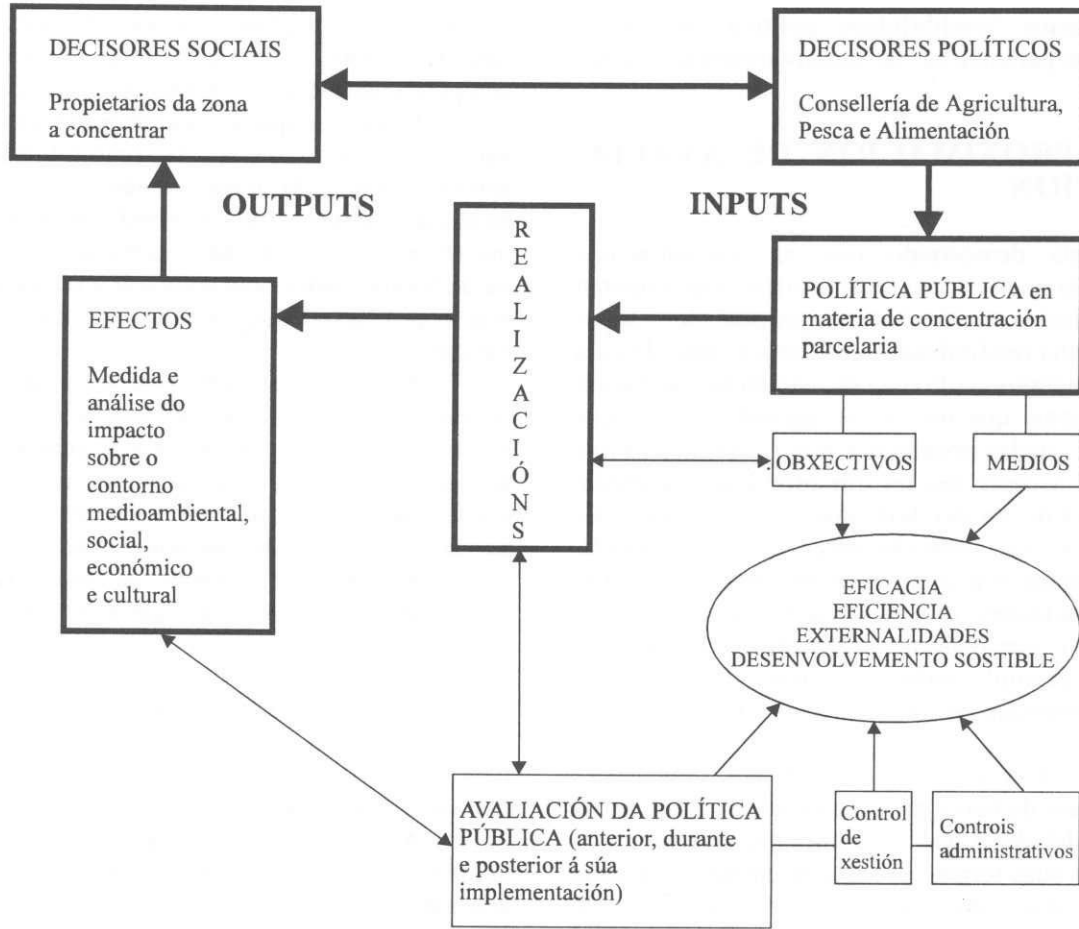 DECISORES SOCIAIS
Propietarios da zona
a concentrar
DECISORES POLÍTICOS
Consellería de Agricultura,
Pesca e Alimentación
OUTPUTS
INPUTS
REALIZACIÓNS
POLÍTICA PÚBLICA en
materia de concentración
parcelaria
EFECTOS
Medida e
análise do
impacto
sobre o
contorno
medioambiental,
social,
económico
e cultural
OBXECTIVOS
MEDIOS
EFICACIA
EFICIENCIA
EXTERNALIDADES
DESENVOLVEMENTO SOSTIBLE
AVALIACIÓN DA POLÍTICA
PÚBLICA (anterior, durante
e posterior á súa
implementación)
Control
de
xestión
Controis
administrativos